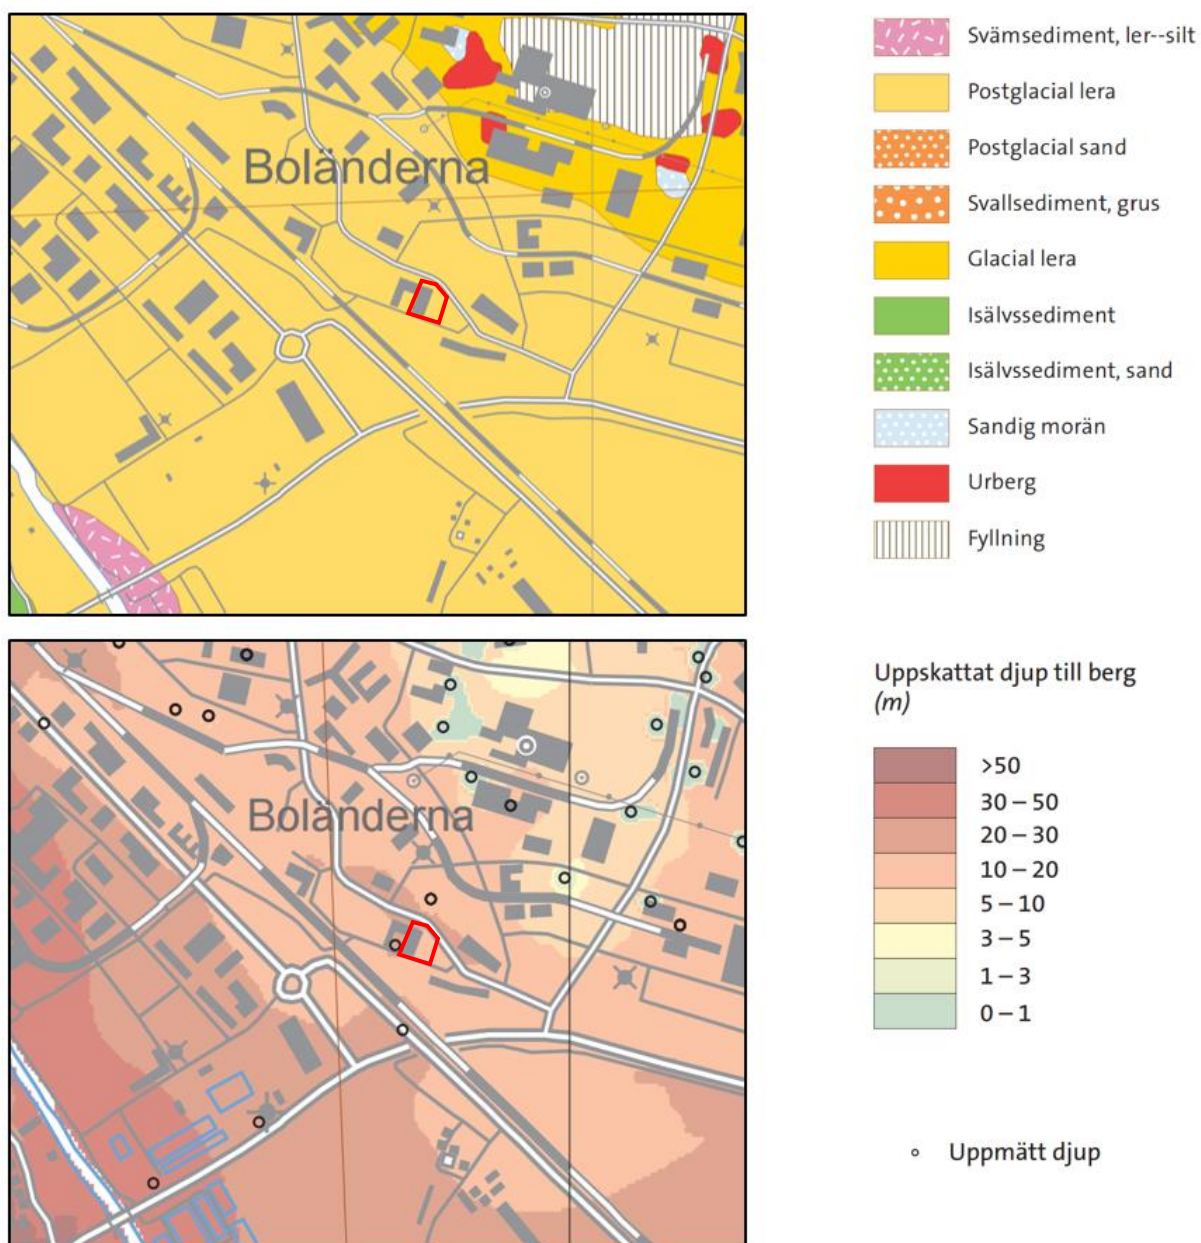 Boländerna
Svämsediment, ler--silt
Postglacial lera
Postglacial sand
Svallsediment, grus
Glacial lera
Isälvssediment
Isälvssediment, sand
Sandig morän
Urberg
Fyllning
Boländerna
Uppskattat djup till berg
(m)
>50
30 – 50
20 – 30
10 – 20
5 – 10
3 – 5
1 – 3
0 – 1
Uppmätt djup